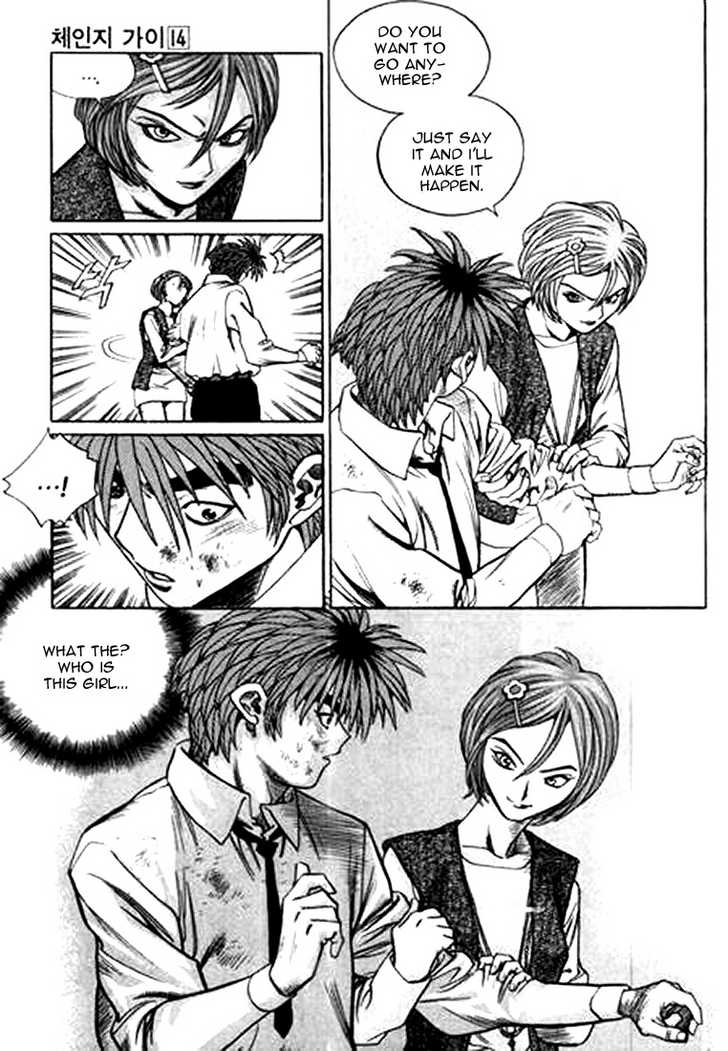 체인지 가이 14
...
DO YOU
WANT TO
GO ANY-
WHERE?
JUST SAY
IT AND I'LL
MAKE IT
HAPPEN.
...!
WHAT THE?
WHO IS
THIS GIRL...